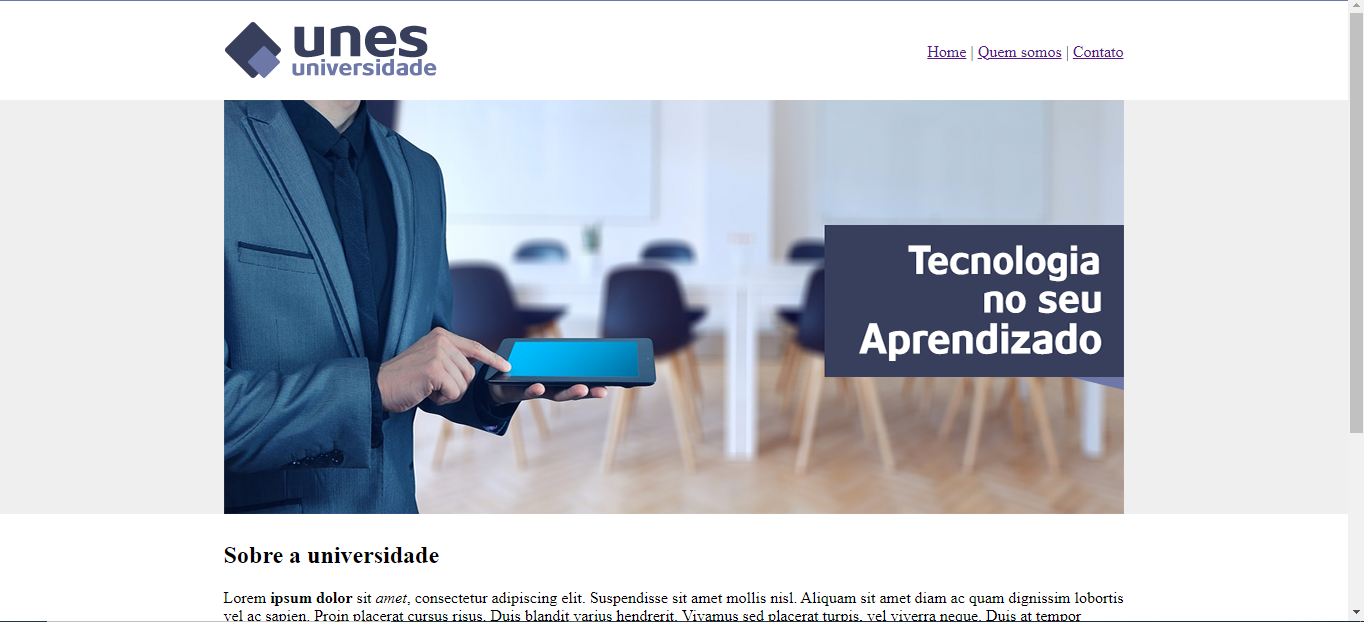 unes
universidade
Home | Quem somos | Contato
Tecnologia
no seu
Aprendizado
Sobre a universidade
Lorem ipsum dolor sit amet, consectetur adipiscing elit. Suspendisse sit amet mollis nisl. Aliquam sit amet diam ac quam dignissim lobortis
vel ac sapien. Proin placerat cursus risus. Duis blandit varius hendrerit. Vivamus sed placerat turpis, vel viverra neque. Duis at tempor